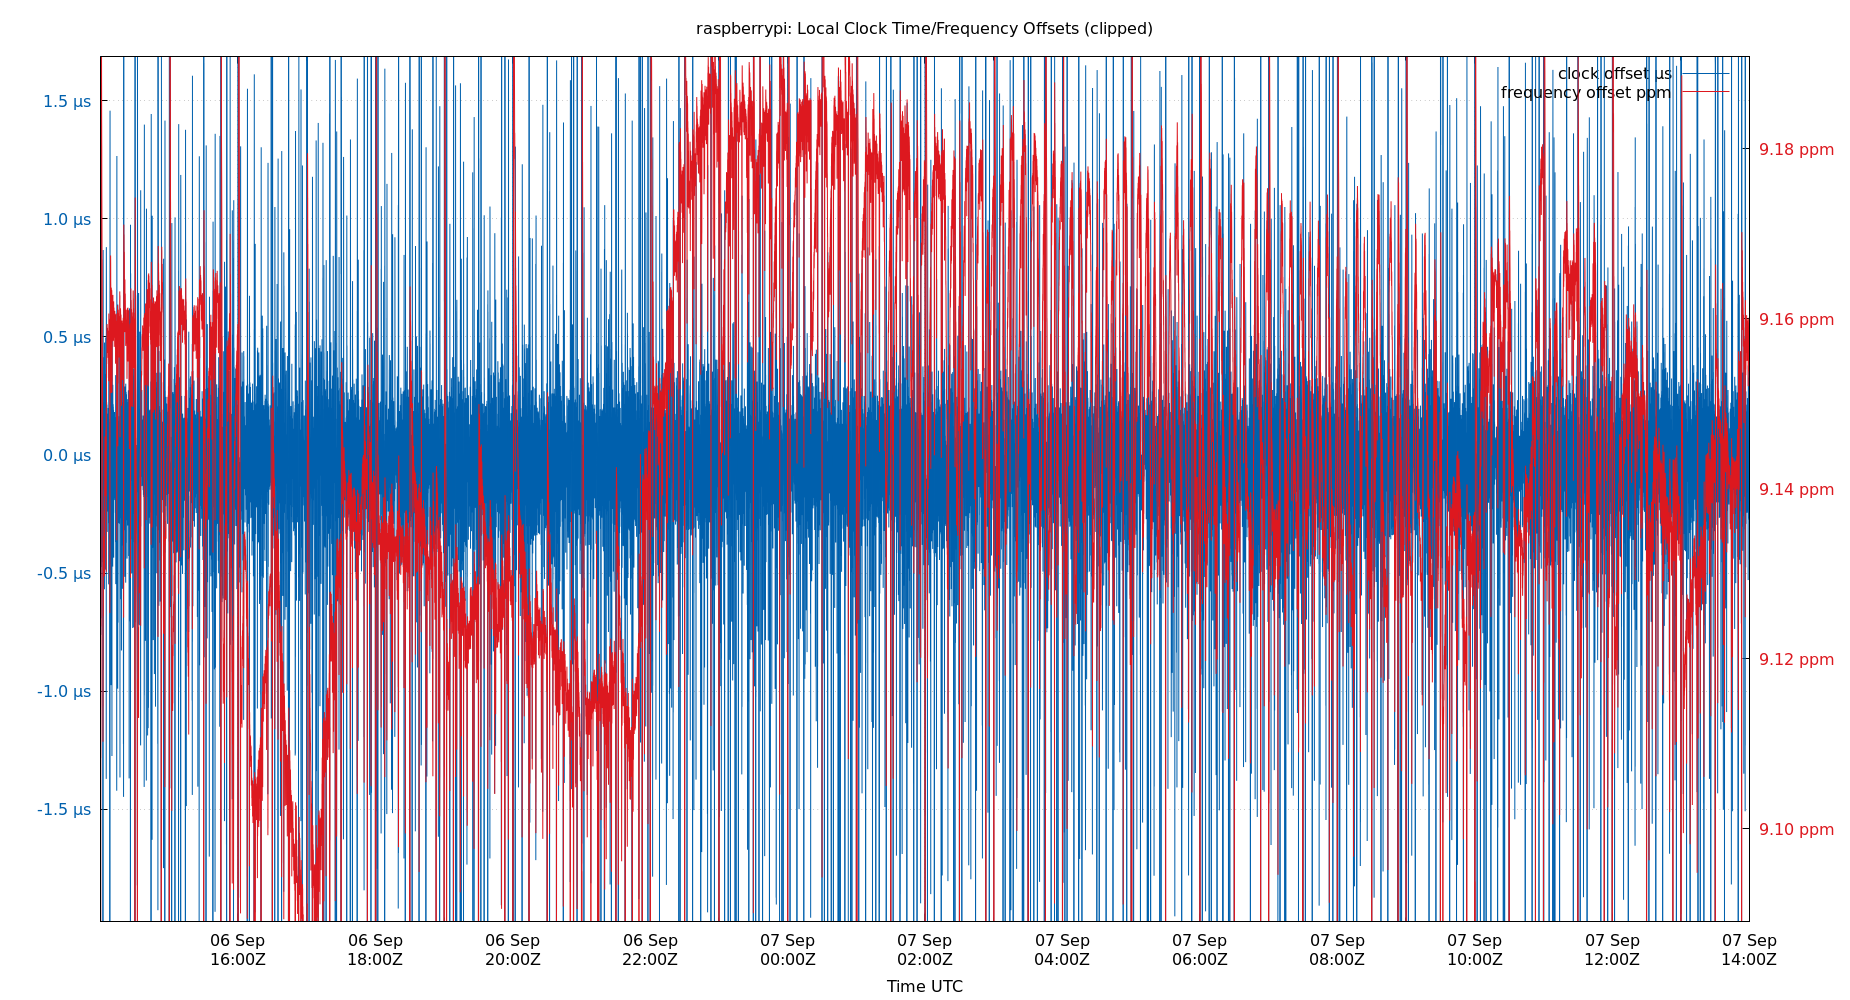 raspberrypi: Local Clock Time/Frequency Offsets (clipped)
clock offset µs
frequency offset ppm
1.5 µs
1.0 µs
0.5 µs
0.0 µs
-0.5 µs
-1.0 µs
-1.5 µs
9.18 ppm
9.16 ppm
9.14 ppm
9.12 ppm
9.10 ppm
06 Sep 06 Sep 06 Sep 06 Sep 07 Sep 07 Sep 07 Sep 07 Sep 07 Sep 07 Sep 07 Sep 07 Sep
16:00Z 18:00Z 20:00Z 22:00Z 00:00Z 02:00Z 04:00Z 06:00Z 08:00Z 10:00Z 12:00Z 14:00Z
Time UTC